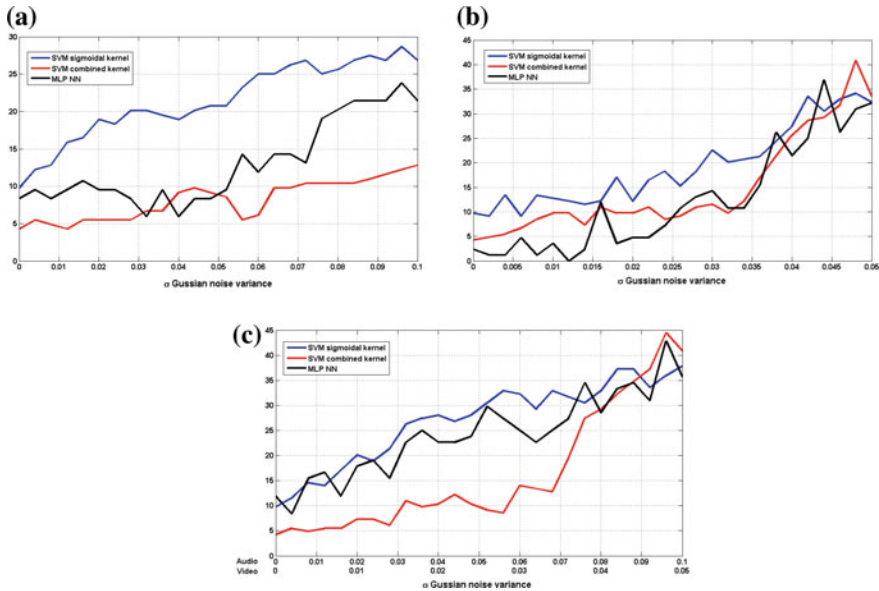 (a)
30
25
20
15
10
5
0
SVM sigmoidal kernel
SVM combined kernel
MLP NN
0 0.01 0.02 0.03 0.04 0.05 0.06 0.07 0.08 0.09 0.1
σ Gussian noise variance
(b)
45
40
35
30
25
20
15
10
5
0
SVM sigmoidal kernel
SVM combined kernel
MLP NN
0 0.005 0.01 0.015 0.02 0.025 0.03 0.035 0.04 0.045 0.05
σ Gussian noise variance
(c)
45
40
35
30
25
20
15
10
5
0
SVM sigmoidal kernel
SVM combined kernel
MLP NN
Audio 0 0.01 0.02 0.03 0.04 0.05 0.06 0.07 0.08 0.09 0.1
Video 0 0.01 0.02 0.03 0.04 0.05
σ Gussian noise variance